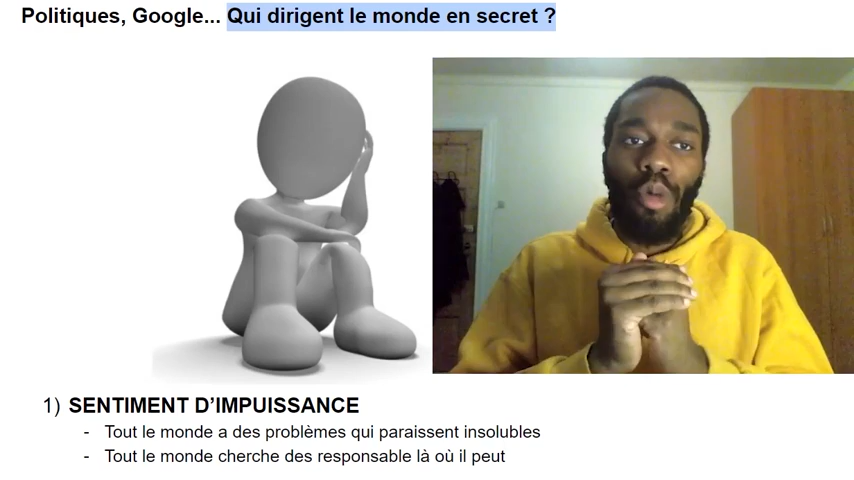 Politiques, Google... Qui dirigent le monde en secret ?
1) SENTIMENT D’IMPUISSANCE
- Tout le monde a des problèmes qui paraissent insolubles
- Tout le monde cherche des responsable là où il peut